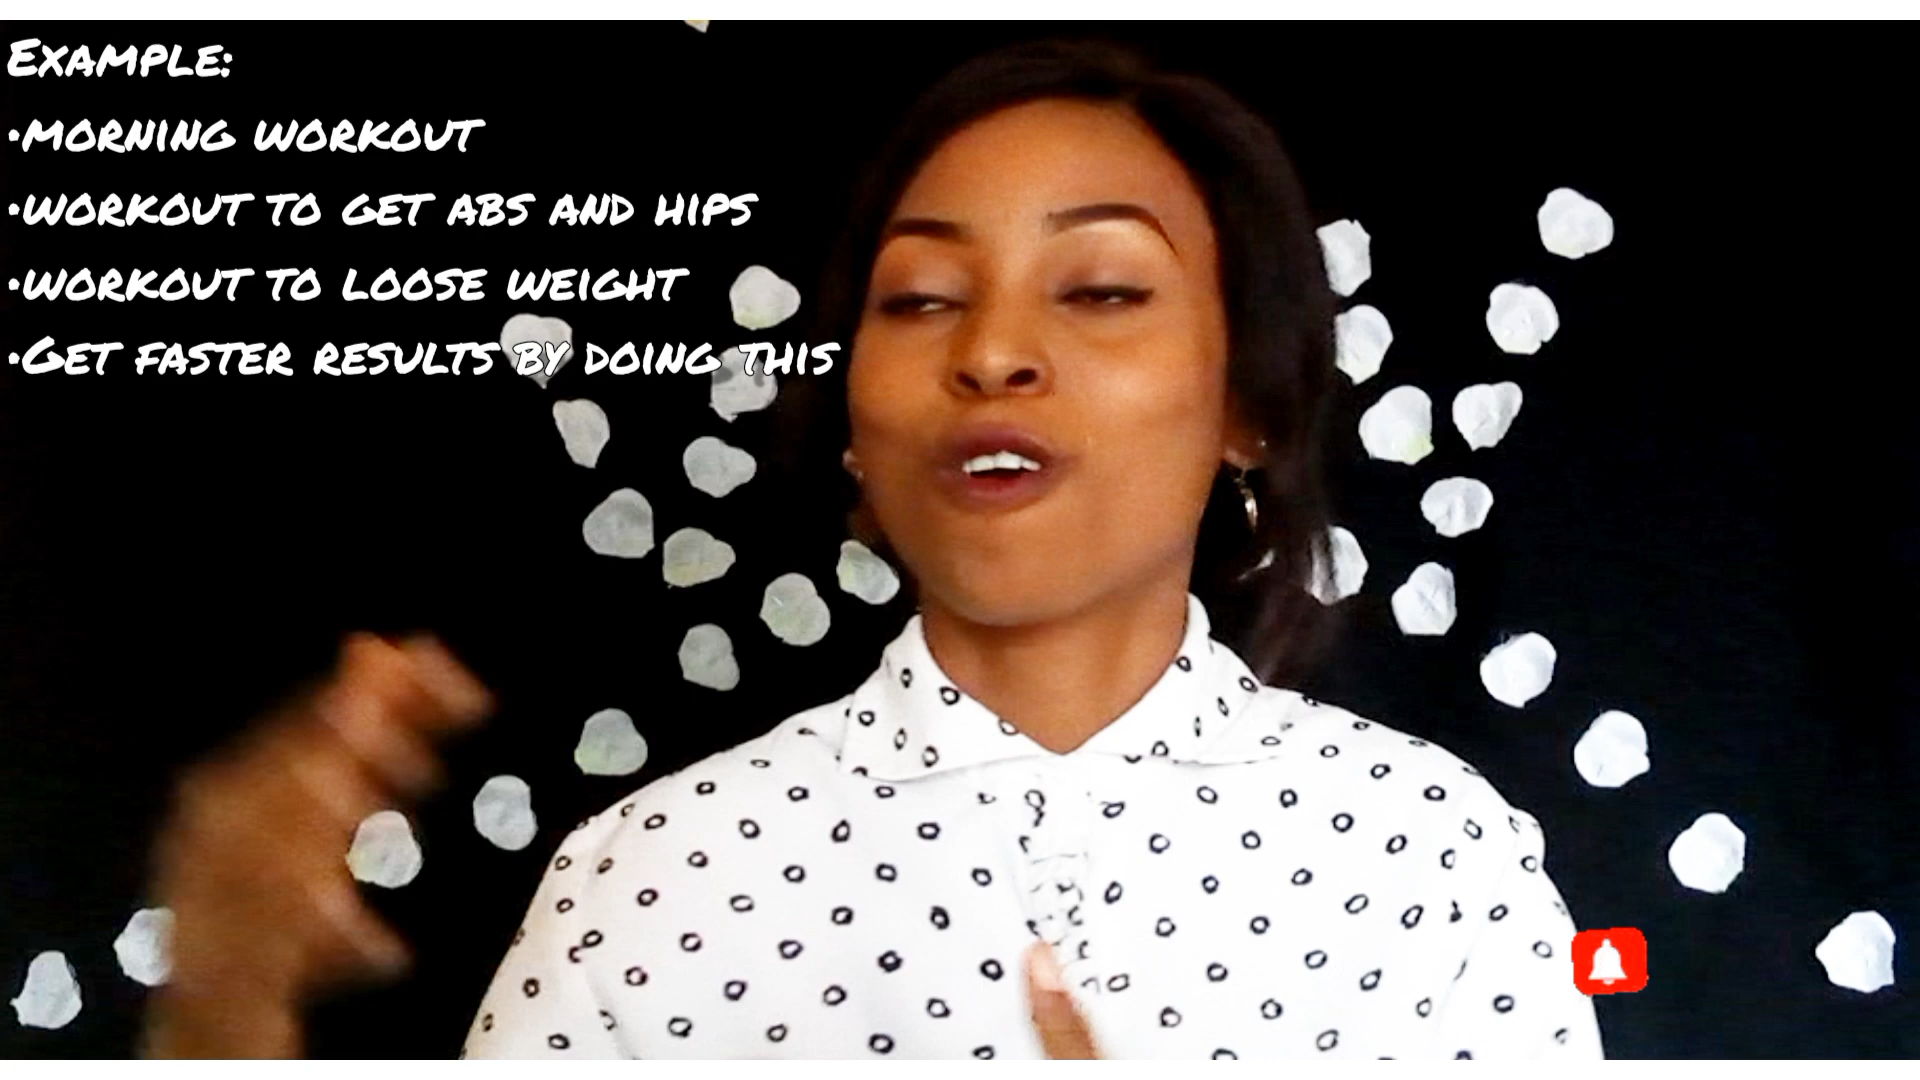 Example:
•morning workout
•workout to get abs and hips
•workout to loose weight
•Get faster results by doing this